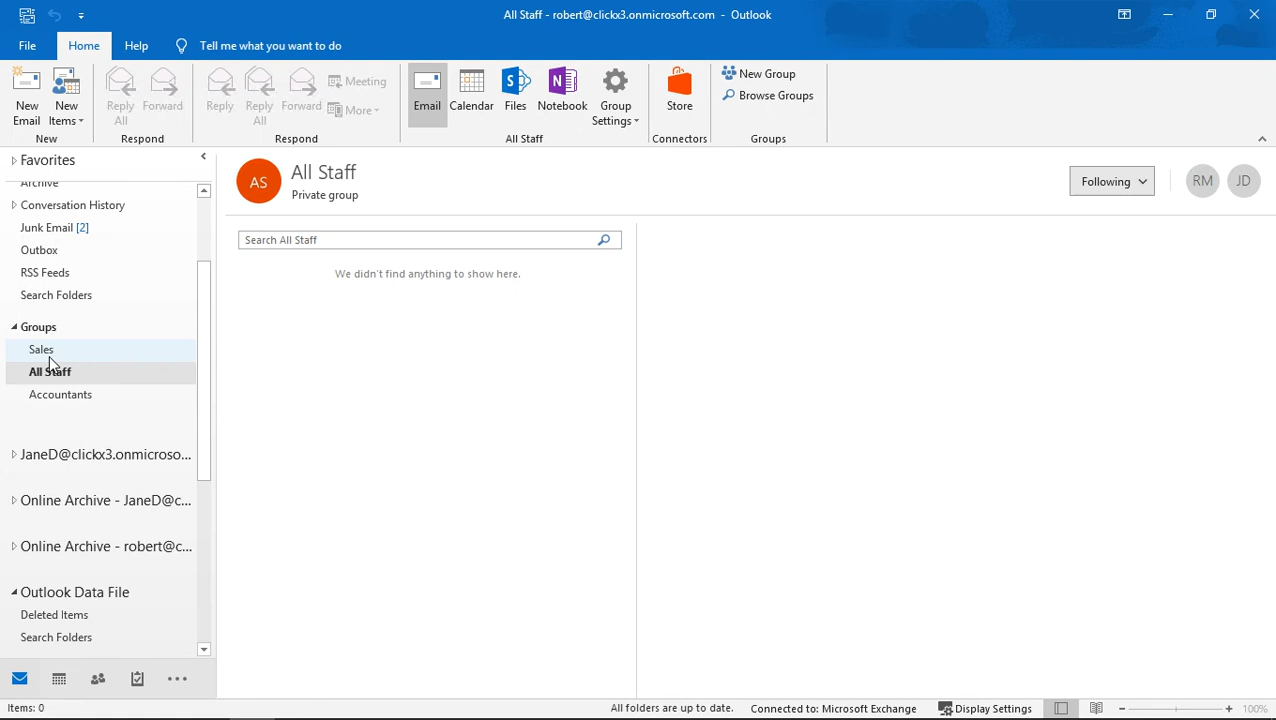 All Staff - robert@clickx3.onmicrosoft.com - Outlook
File Home Help Tell me what you want to do
New Email
New Items
Reply All
Forward
Reply
Reply All
Forward
Meeting
More
Email
Calendar
Files
Notebook
Group Settings
Store
New Group
Browse Groups
New Respond Respond All Staff Connectors Groups
Favorites
Archive
Conversation History
Junk Email [2]
Outbox
RSS Feeds
Search Folders
Groups
Sales
All Staff
Accountants
JaneD@clickx3.onmicroso...
Online Archive - JaneD@c...
Online Archive - robert@c...
Outlook Data File
Deleted Items
Search Folders
AS
All Staff
Private group
Following
RM
JD
Search All Staff
We didn't find anything to show here.
Items: 0 All folders are up to date. Connected to: Microsoft Exchange Display Settings 100%